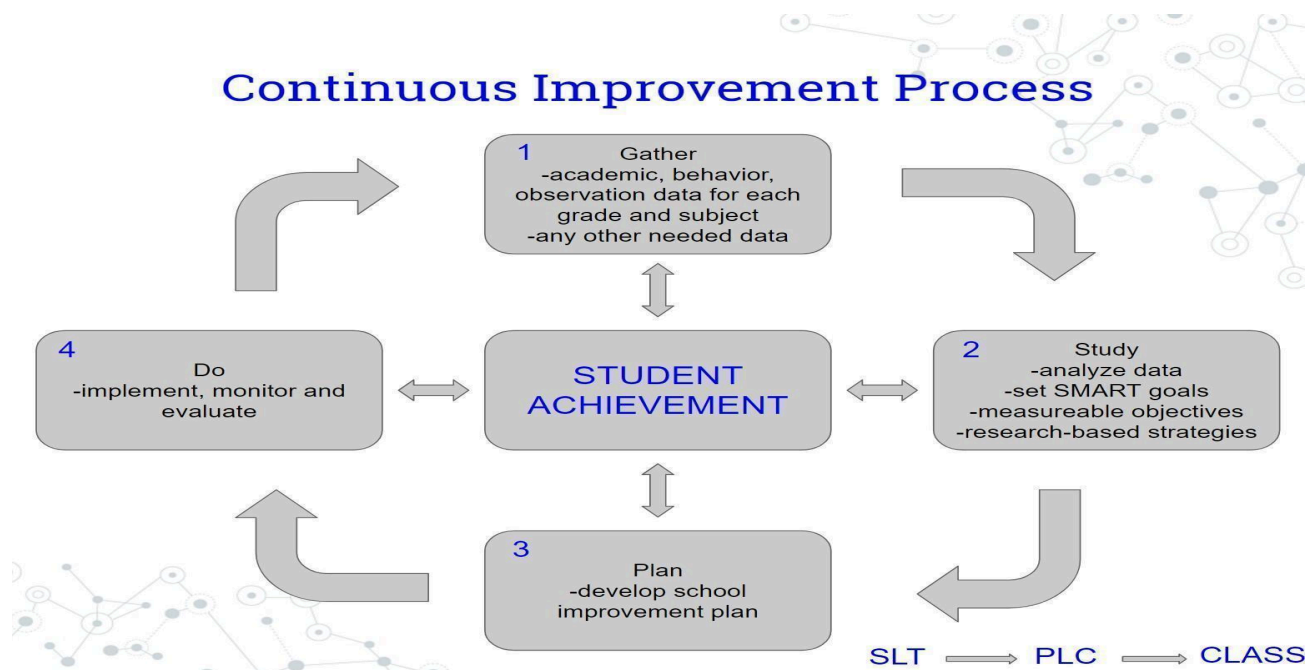 Continuous Improvement Process
1
Gather
-academic, behavior,
observation data for each
grade and subject
-any other needed data
4
Do
-implement, monitor and
evaluate
STUDENT
ACHIEVEMENT
2
Study
-analyze data
-set SMART goals
-measureable objectives
-research-based strategies
3
Plan
-develop school
improvement plan
SLT PLC CLASS